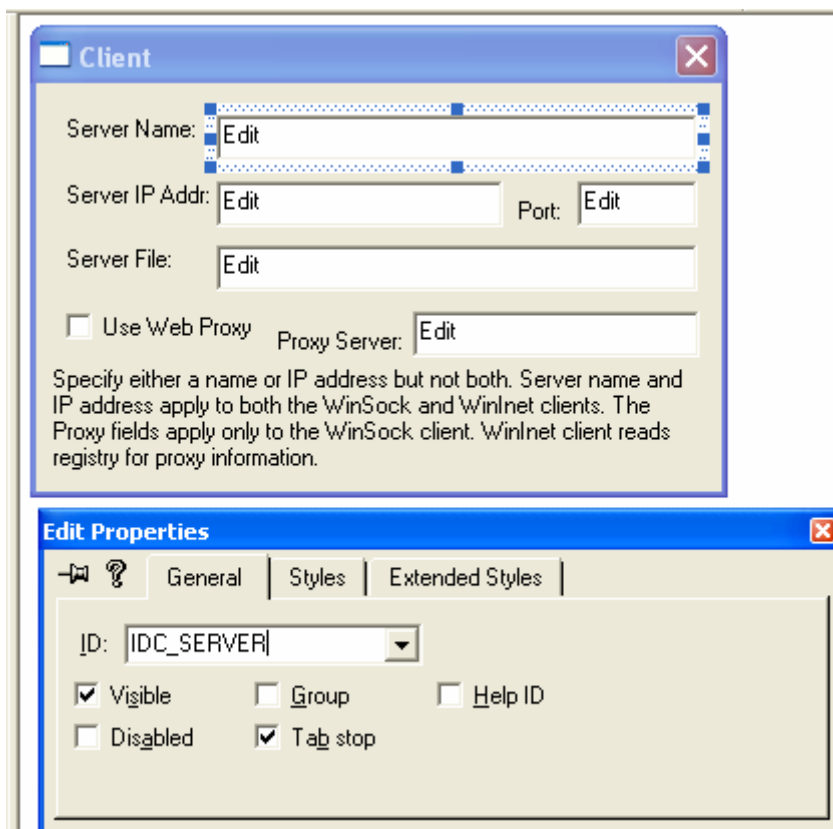 Client
Server Name: Edit
Server IP Addr: Edit Port: Edit
Server File: Edit
Use Web Proxy Proxy Server: Edit
Specify either a name or IP address but not both. Server name and
IP address apply to both the WinSock and WinInet clients. The
Proxy fields apply only to the WinSock client. WinInet client reads
registry for proxy information.
Edit Properties
General Styles Extended Styles
ID: IDC_SERVER
Visible Group Help ID
Disabled Tab stop